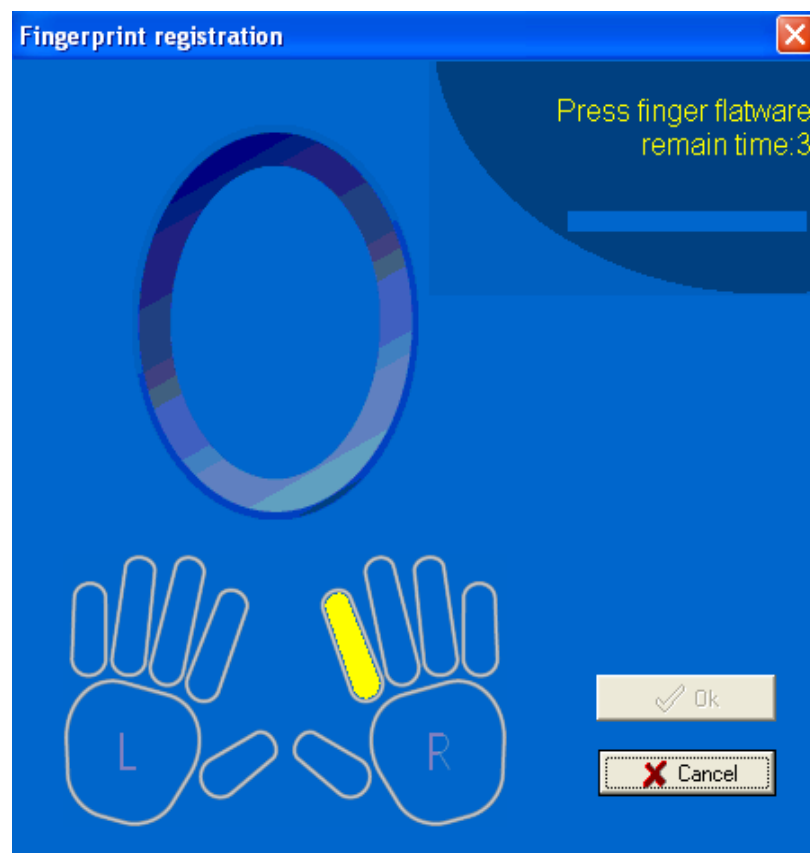 Fingerprint registration
Press finger flatware
remain time:3
L
R
Ok
Cancel